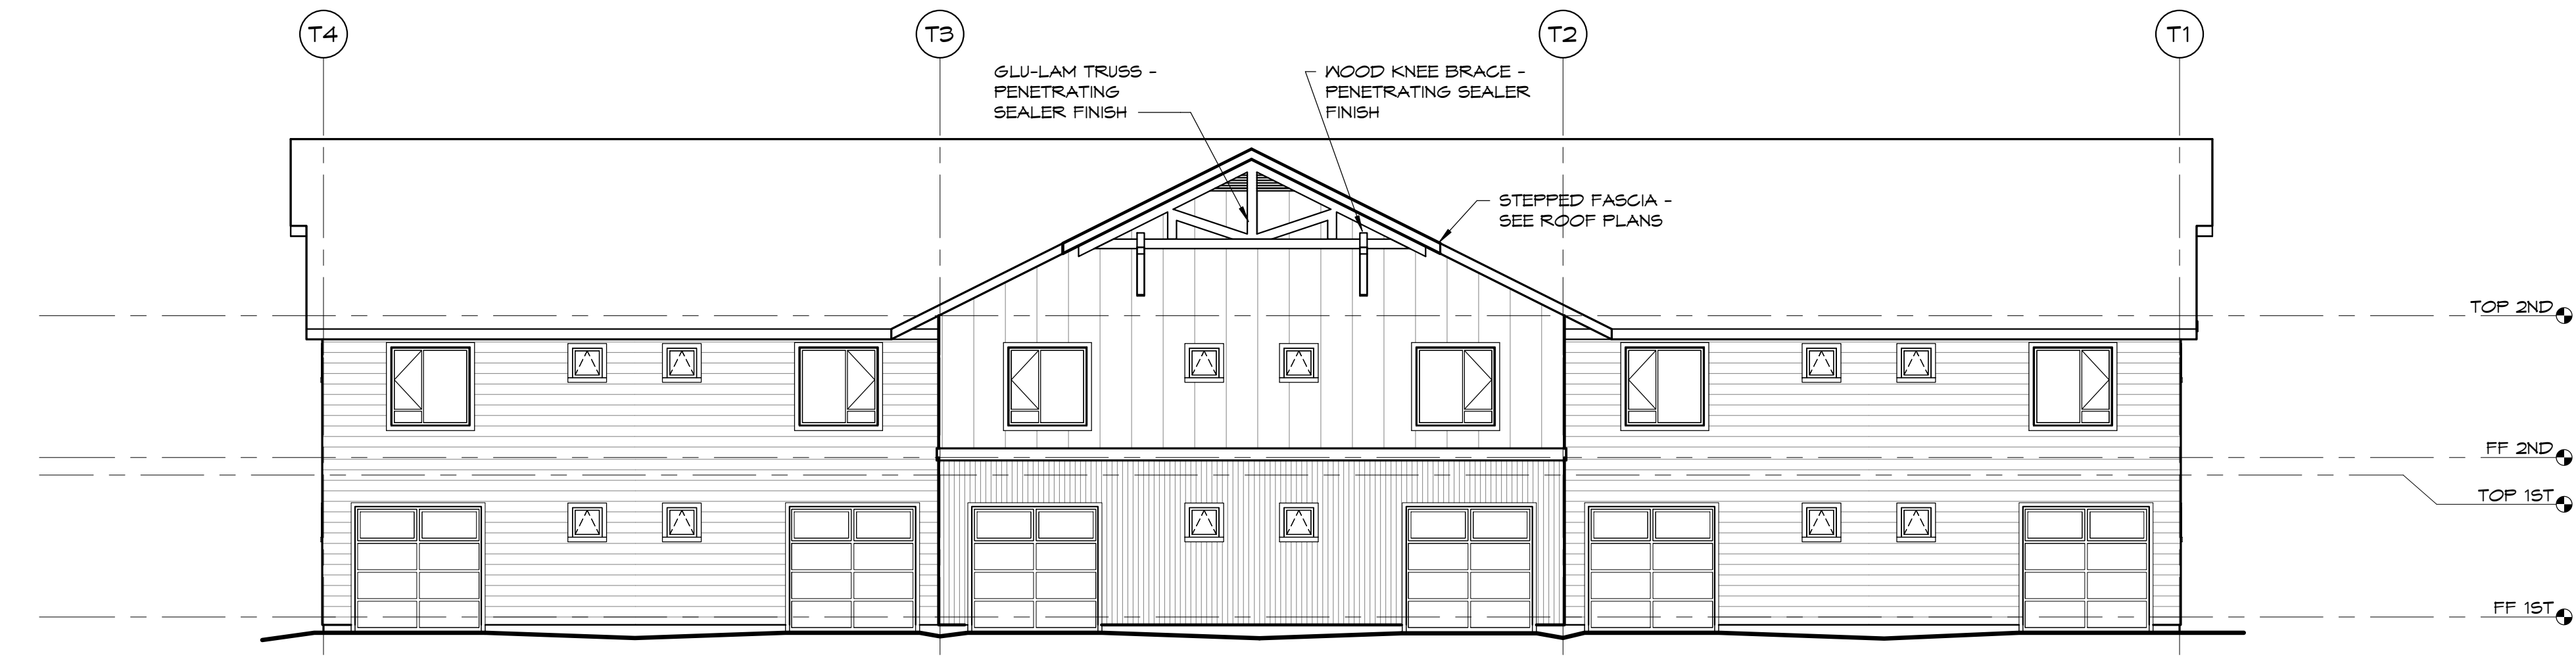 T4
T3
T2
T1
GLU-LAM TRUSS -
PENETRATING
SEALER FINISH
WOOD KNEE BRACE -
PENETRATING SEALER
FINISH
STEPPED FASCIA -
SEE ROOF PLANS
TOP 2ND
FF 2ND
TOP 1ST
FF 1ST